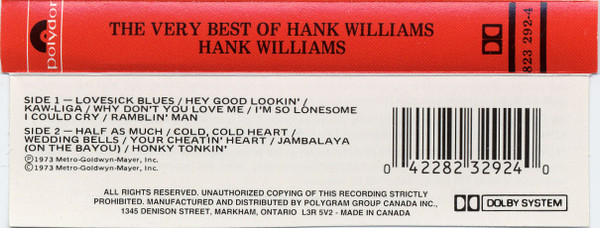 polydor
THE VERY BEST OF HANK WILLIAMS
HANK WILLIAMS
823 292-4
SIDE 1 — LOVESICK BLUES / HEY GOOD LOOKIN' /
KAW-LIGA / WHY DON'T YOU LOVE ME / I'M SO LONESOME
I COULD CRY / RAMBLIN' MAN
SIDE 2 — HALF AS MUCH / COLD, COLD HEART /
WEDDING BELLS / YOUR CHEATIN' HEART / JAMBALAYA
(ON THE BAYOU) / HONKY TONKIN'
Ⓟ1973 Metro-Goldwyn-Mayer, Inc.
©1973 Metro-Goldwyn-Mayer, Inc.
0 42282 32924 0
ALL RIGHTS RESERVED. UNAUTHORIZED COPYING OF THIS RECORDING STRICTLY
PROHIBITED. MANUFACTURED AND DISTRIBUTED BY POLYGRAM GROUP CANADA INC.,
1345 DENISON STREET, MARKHAM, ONTARIO L3R 5V2 - MADE IN CANADA
DOLBY SYSTEM